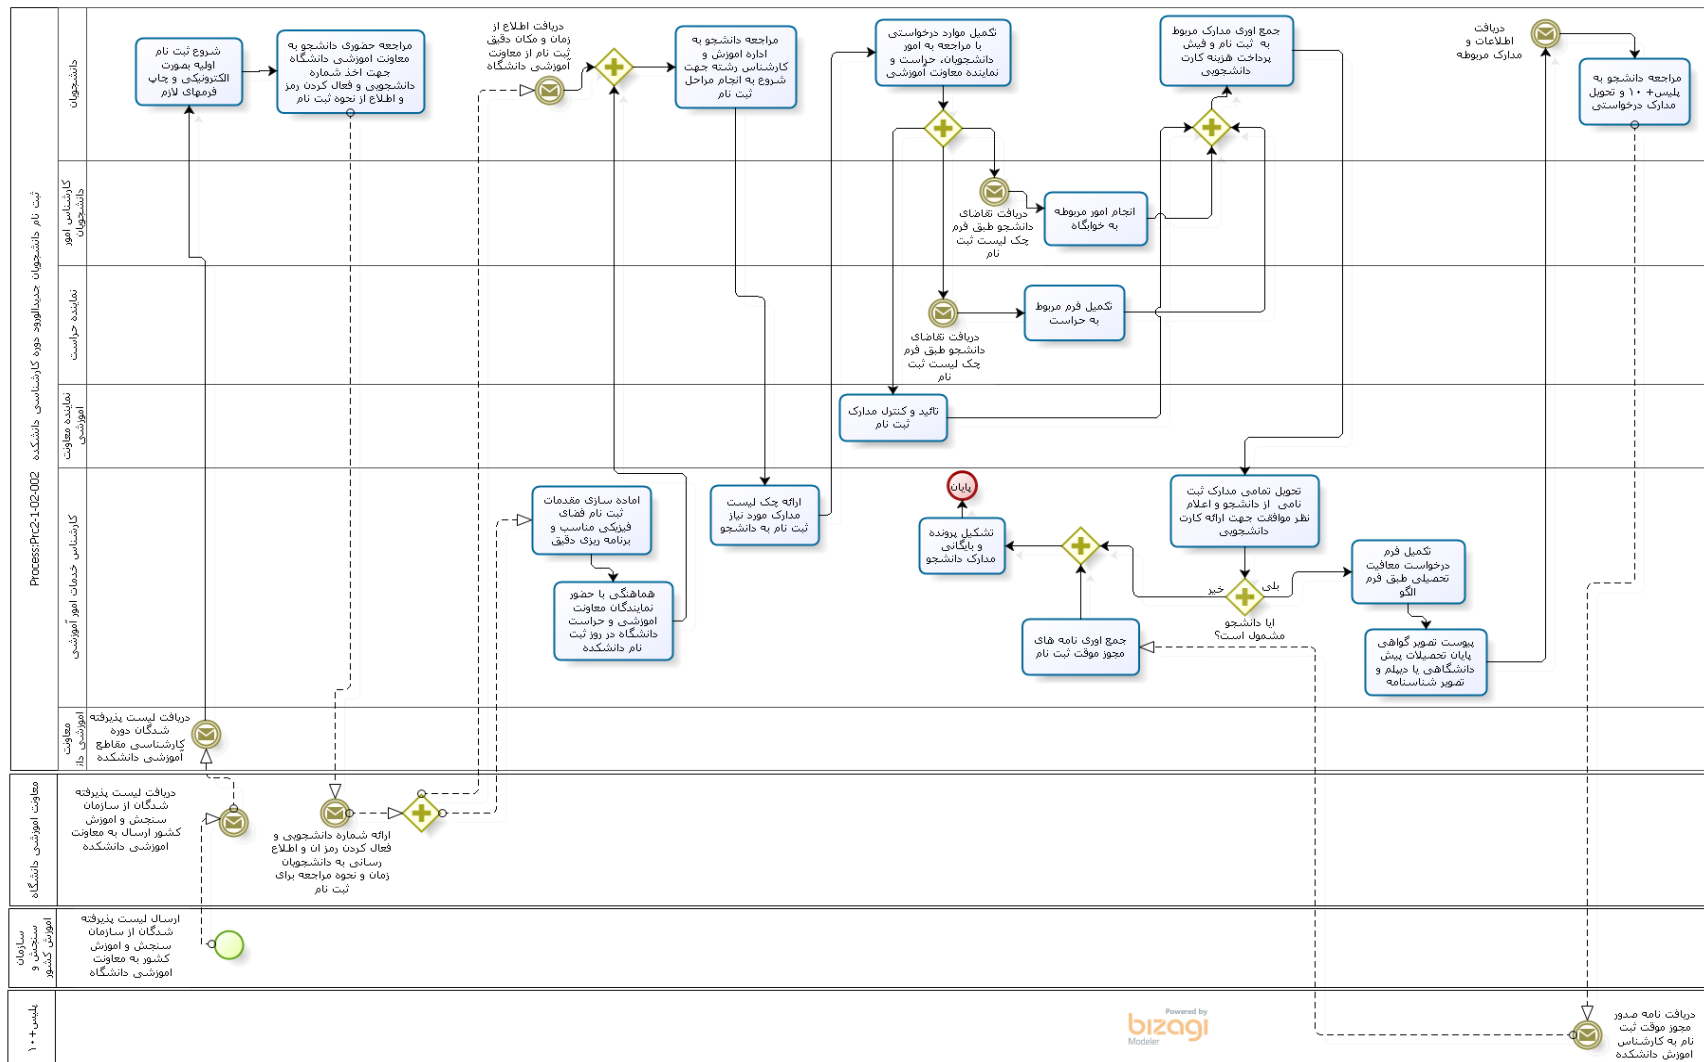 ثبت نام دانشجویان جدیدالورود دوره کارشناسی دانشکده
Process:Prc2-1-02-002
دانشجویان
شروع ثبت نام
اولیه بصورت
الکترونیکی و چاپ
فرمهای لازم
مراجعه حضوری دانشجو به
معاونت آموزشی دانشگاه
جهت اخذ شماره
دانشجویی و فعال کردن رمز
و اطلاع از نحوه ثبت نام
دریافت اطلاع از
زمان و مکان دقیق
ثبت نام از معاونت
آموزشی دانشگاه
مراجعه دانشجو به
اداره اموزش و
کارشناس رشته جهت
شروع به انجام مراحل
ثبت نام
تکمیل موارد درخواستی
با مراجعه به امور
دانشجویان، حراست و
نماینده معاونت آموزشی
جمع اوری مدارک مربوط
به ثبت نام و فیش
پرداخت هزینه کارت
دانشجویی
دریافت
اطلاعات و
مدارک مربوطه
مراجعه دانشجو به
پلیس+ ۱۰ و تحویل
مدارک درخواستی
کارشناس امور
دانشجویان
دریافت تقاضای
دانشجو طبق فرم
چک لیست ثبت
نام
انجام امور مربوطه
به خوابگاه
نماینده حراست
دریافت تقاضای
دانشجو طبق فرم
چک لیست ثبت
نام
تکمیل فرم مربوط
به حراست
نماینده معاونت
اموزشی
تائید و کنترل مدارک
ثبت نام
کارشناس خدمات امور آموزشی
اماده سازی مقدمات
ثبت نام فضای
فیزیکی مناسب و
برنامه ریزی دقیق
هماهنگی با حضور
نمایندگان معاونت
اموزشی و حراست
دانشگاه در روز ثبت
نام دانشکده
ارائه چک لیست
مدارک مورد نیاز
ثبت نام به دانشجو
پایان
تشکیل پرونده
و بایگانی
مدارک دانشجو
تحویل تمامی مدارک ثبت
نامی از دانشجو و اعلام
نظر موافقت جهت ارائه کارت
دانشجویی
خیر
بلی
ایا دانشجو
مشمول است؟
جمع اوری نامه های
مجوز موقت ثبت نام
تکمیل فرم
درخواست معافیت
تحصیلی طبق فرم
الگو
پیوست تصویر گواهی
پایان تحصیلات پیش
دانشگاهی یا دیپلم و
تصویر شناسنامه
معاونت
آموزشی دا
دریافت لیست پذیرفته
شدگان دوره
کارشناسی مقاطع
آموزشی دانشکده
معاونت آموزشی دانشگاه
دریافت لیست پذیرفته
شدگان از سازمان
سنجش و اموزش
کشور ارسال به معاونت
اموزشی دانشکده
ارائه شماره دانشجویی و
فعال کردن رمز ان و اطلاع
رسانی به دانشجویان
زمان و نحوه مراجعه برای
ثبت نام
سازمان
سنجش و
اموزش کشور
ارسال لیست پذیرفته
شدگان از سازمان
سنجش و اموزش
کشور به معاونت
اموزشی دانشگاه
پلیس+۱۰
دریافت نامه صدور
مجوز موقت ثبت
نام به کارشناس
اموزش دانشکده
Powered by
bizagi
Modeler